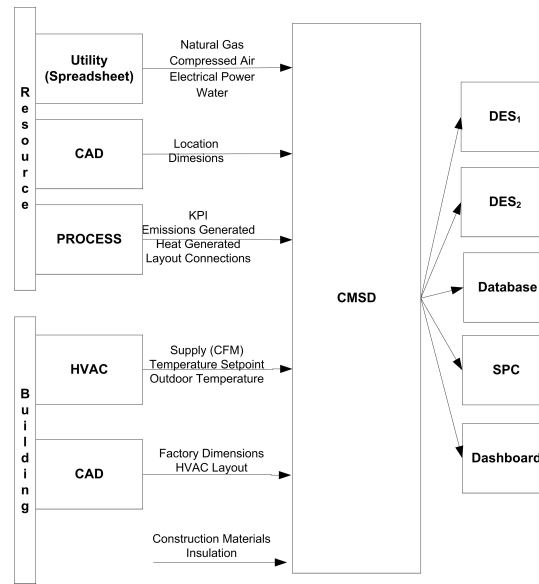 Resource
Utility
(Spreadsheet)
Natural Gas
Compressed Air
Electrical Power
Water
CAD
Location
Dimesions
PROCESS
KPI
Emissions Generated
Heat Generated
Layout Connections
Building
HVAC
Supply (CFM)
Temperature Setpoint
Outdoor Temperature
CAD
Factory Dimensions
HVAC Layout
Construction Materials
Insulation
CMSD
DES₁
DES₂
Database
SPC
Dashboard